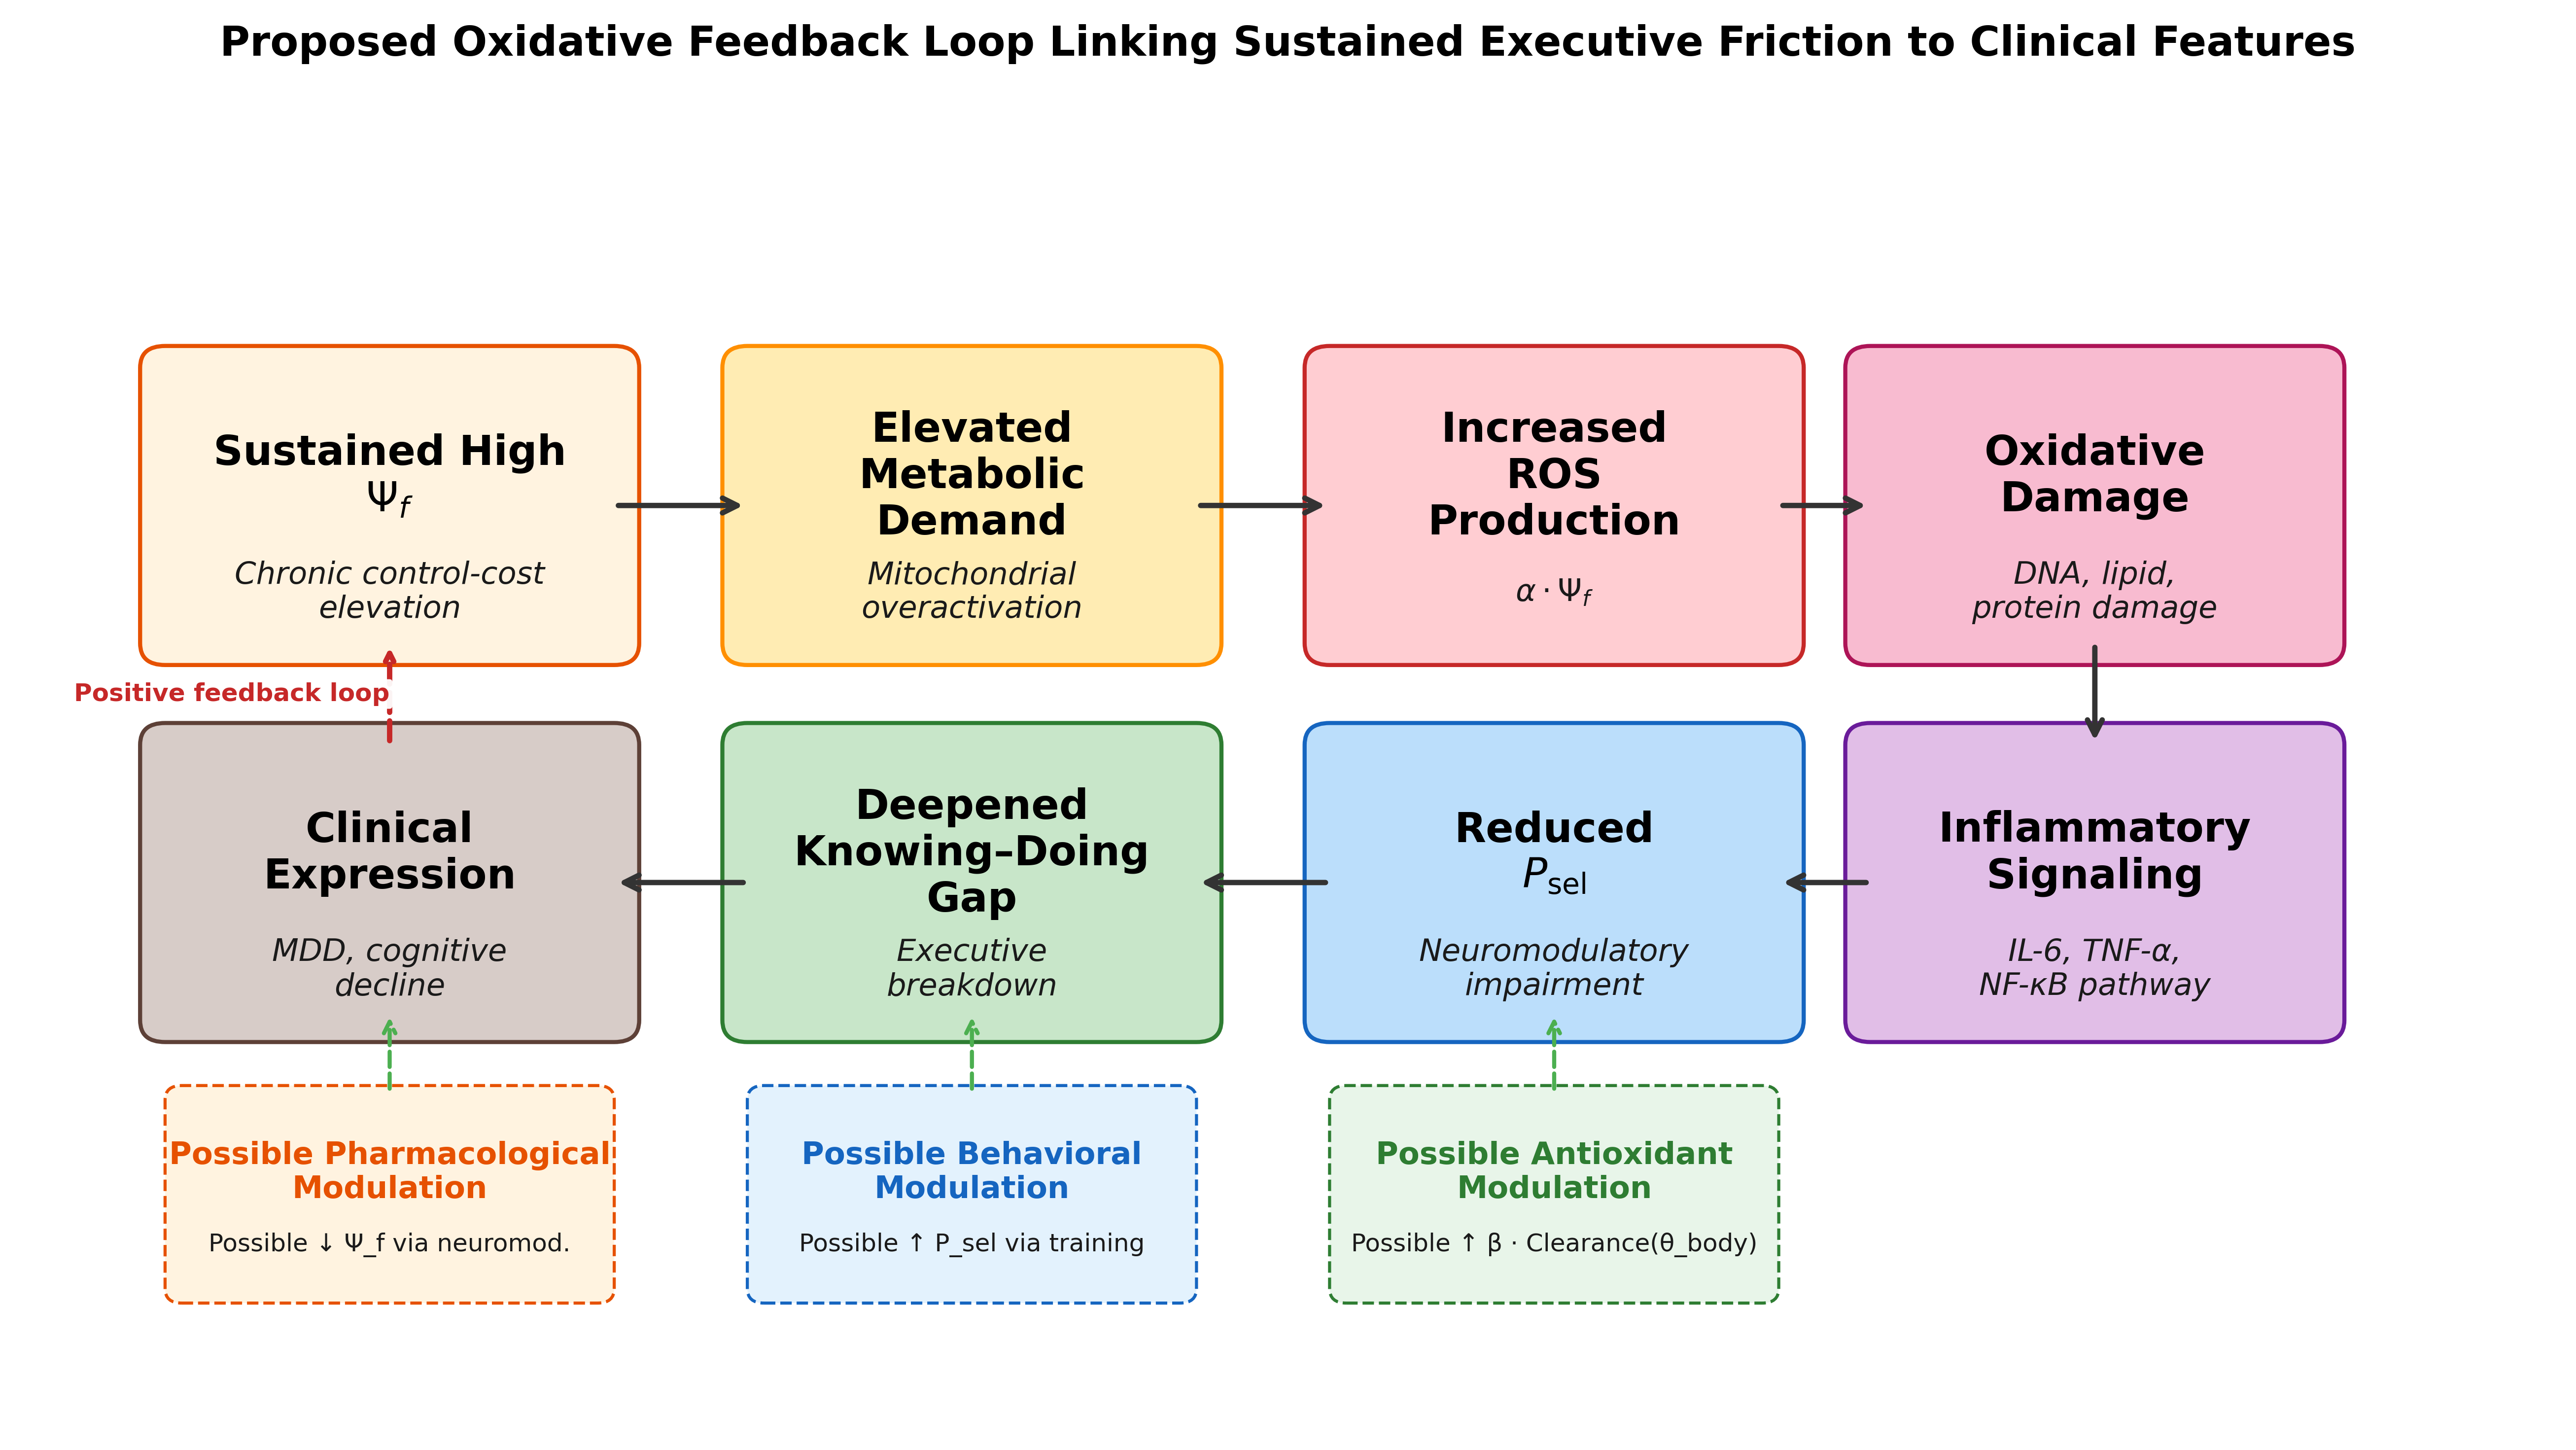 Proposed Oxidative Feedback Loop Linking Sustained Executive Friction to Clinical Features
Sustained High
Ψ_f
Chronic control-cost
elevation
Elevated
Metabolic
Demand
Mitochondrial
overactivation
Increased
ROS
Production
α · Ψ_f
Oxidative
Damage
DNA, lipid,
protein damage
Positive feedback loop
Clinical
Expression
MDD, cognitive
decline
Deepened
Knowing–Doing
Gap
Executive
breakdown
Reduced
P_sel
Neuromodulatory
impairment
Inflammatory
Signaling
IL-6, TNF-α,
NF-κB pathway
Possible Pharmacological
Modulation
Possible ↓ Ψ_f via neuromod.
Possible Behavioral
Modulation
Possible ↑ P_sel via training
Possible Antioxidant
Modulation
Possible ↑ β · Clearance(θ_body)